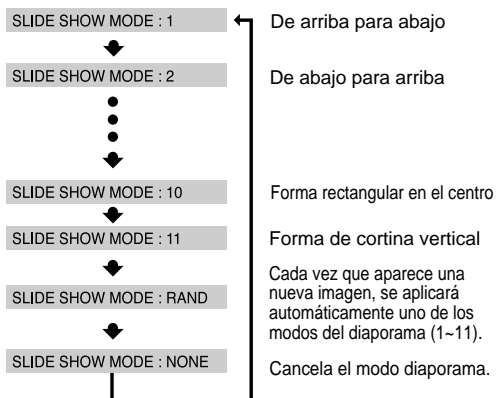 SLIDE SHOW MODE : 1 De arriba para abajo
SLIDE SHOW MODE : 2 De abajo para arriba
SLIDE SHOW MODE : 10 Forma rectangular en el centro
SLIDE SHOW MODE : 11 Forma de cortina vertical
SLIDE SHOW MODE : RAND
Cada vez que aparece una
nueva imagen, se aplicará
automáticamente uno de los
modos del diaporama (1~11).
SLIDE SHOW MODE : NONE Cancela el modo diaporama.